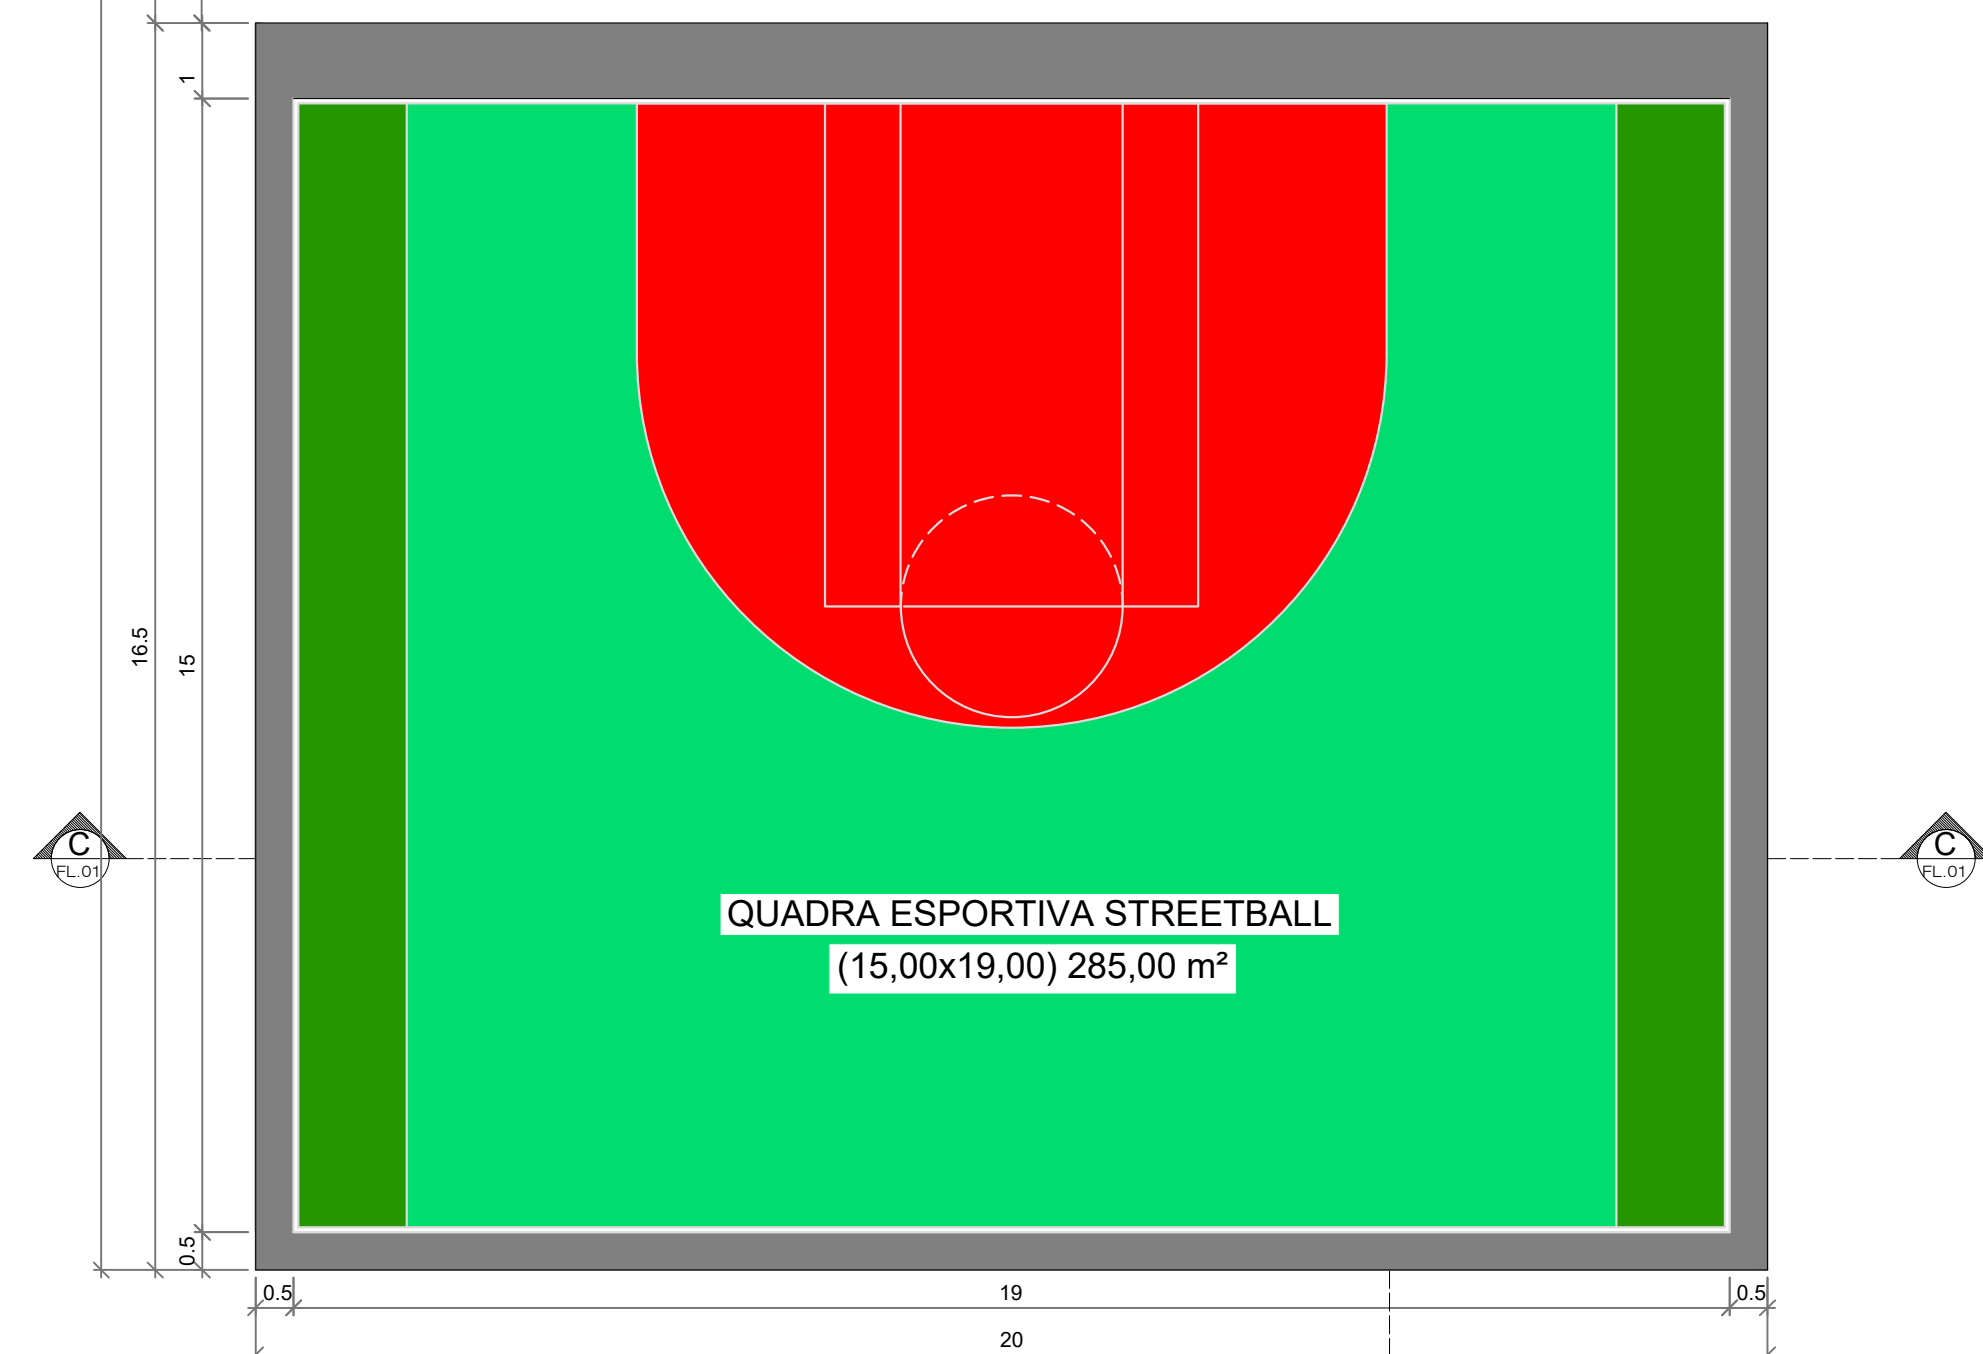 1
16.5
15
C
FL.01
C
FL.01
QUADRA ESPORTIVA STREETBALL
(15,00x19,00) 285,00 m²
0.5
0.5
19
0.5
20